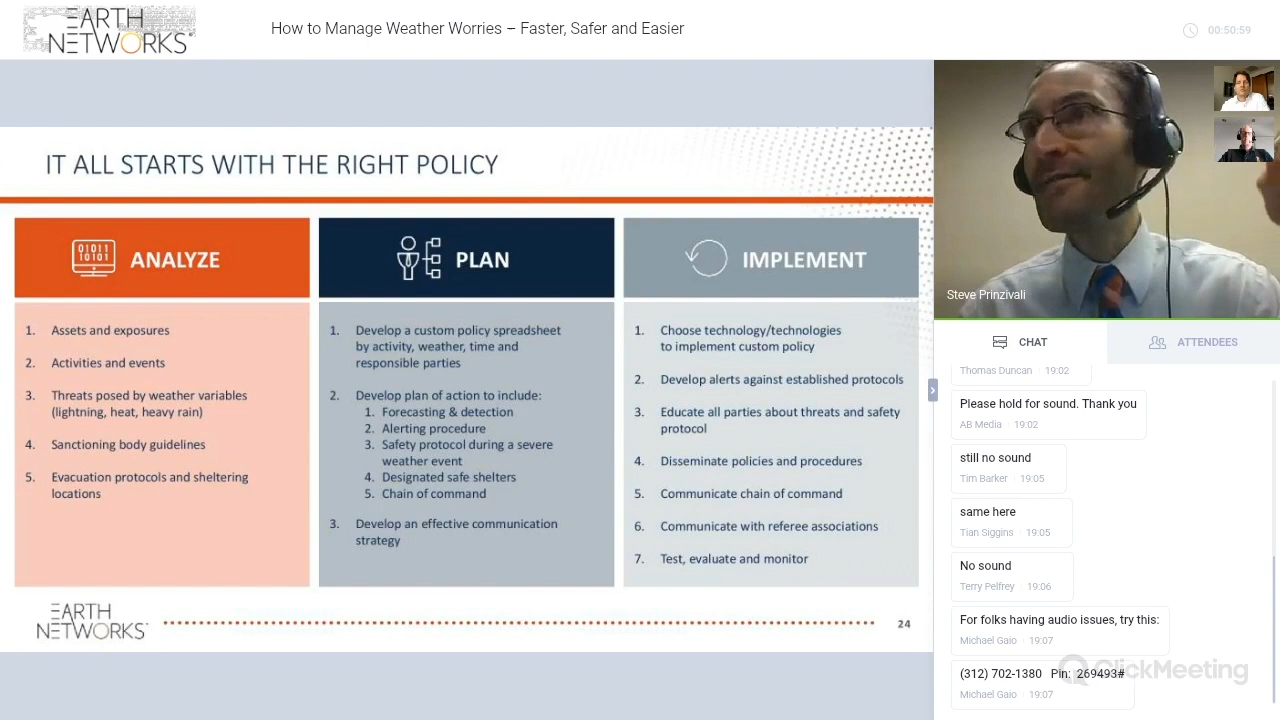 EARTH
NETWORKS
How to Manage Weather Worries – Faster, Safer and Easier
00:50:59
IT ALL STARTS WITH THE RIGHT POLICY
01011
10101
ANALYZE
1. Assets and exposures
2. Activities and events
3. Threats posed by weather variables
(lightning, heat, heavy rain)
4. Sanctioning body guidelines
5. Evacuation protocols and sheltering
locations
PLAN
1. Develop a custom policy spreadsheet
by activity, weather, time and
responsible parties
2. Develop plan of action to include:
1. Forecasting & detection
2. Alerting procedure
3. Safety protocol during a severe
weather event
4. Designated safe shelters
5. Chain of command
3. Develop an effective communication
strategy
IMPLEMENT
1. Choose technology/technologies
to implement custom policy
2. Develop alerts against established protocols
3. Educate all parties about threats and safety
protocol
4. Disseminate policies and procedures
5. Communicate chain of command
6. Communicate with referee associations
7. Test, evaluate and monitor
EARTH
NETWORKS
24
Steve Prinzivali
CHAT
ATTENDEES
Thomas Duncan 19:02
Please hold for sound. Thank you
AB Media 19:02
still no sound
Tim Barker 19:05
same here
Tian Siggins 19:05
No sound
Terry Pelfrey 19:06
For folks having audio issues, try this:
Michael Gaio 19:07
(312) 702-1380 Pin: 269493#
Michael Gaio 19:07
ClickMeeting